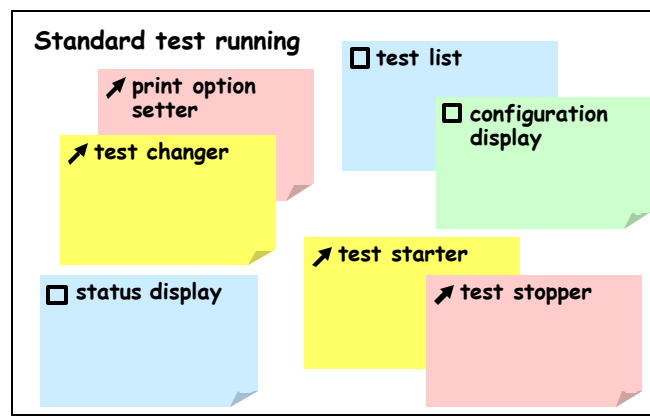 Standard test running
print option
setter
test changer
test list
configuration
display
test starter
status display
test stopper